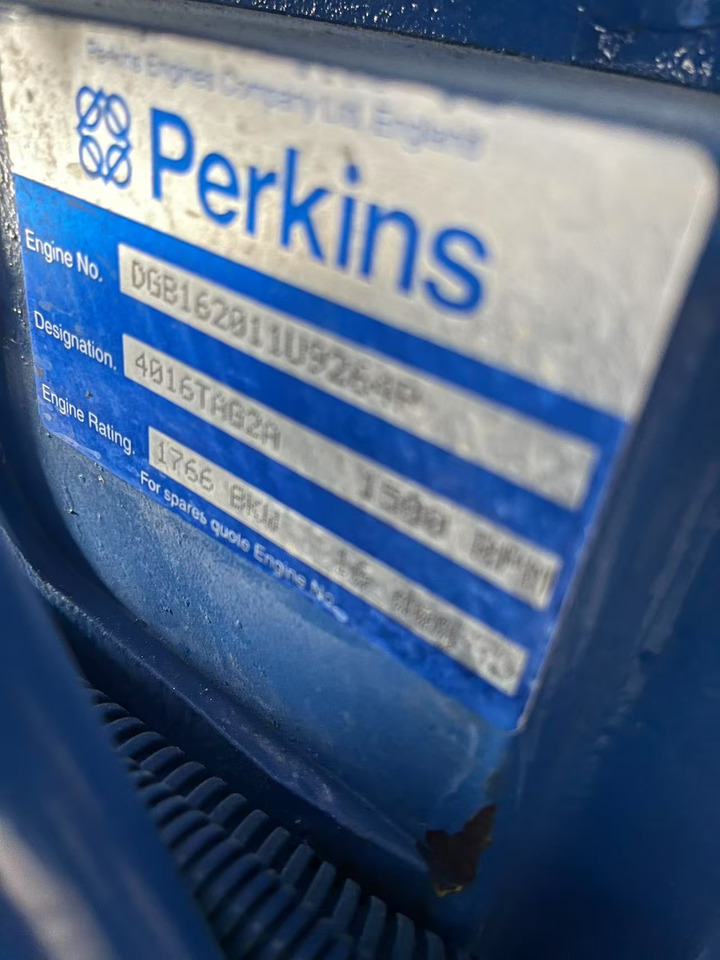 Perkins Engines Company Ltd. England
Perkins
Engine No. DGB162011U9264P
Designation. 4016TAG2A 1500 RPM
Engine Rating. 1766 BKW
For spares quote Engine No.